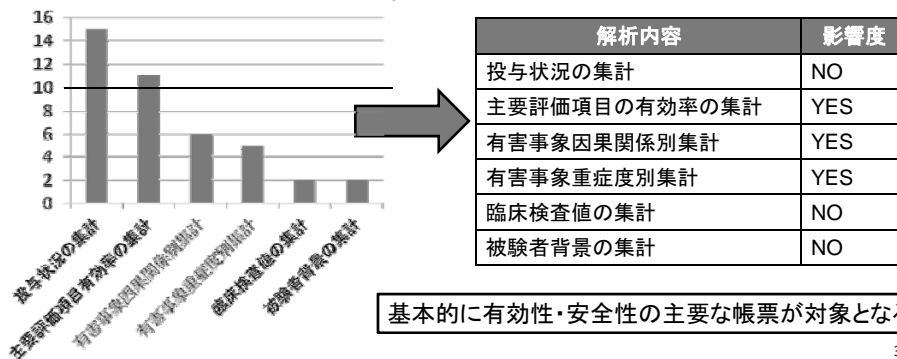 16
14
12
10
8
6
4
2
0
投与状況の集計
主要評価項目有効率の集計
有害事象因果関係別集計
有害事象重症度別集計
臨床検査値の集計
被験者背景の集計
解析内容 影響度
投与状況の集計 NO
主要評価項目の有効率の集計 YES
有害事象因果関係別集計 YES
有害事象重症度別集計 YES
臨床検査値の集計 NO
被験者背景の集計 NO
基本的に有効性・安全性の主要な帳票が対象とな
3